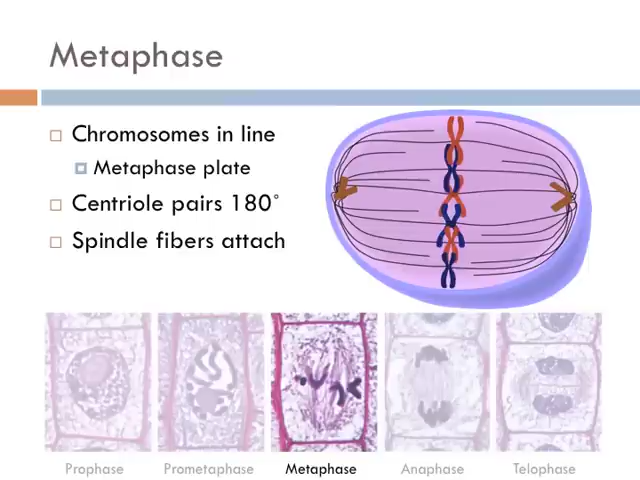 Metaphase
Chromosomes in line
Metaphase plate
Centriole pairs 180°
Spindle fibers attach
Prophase
Prometaphase
Metaphase
Anaphase
Telophase